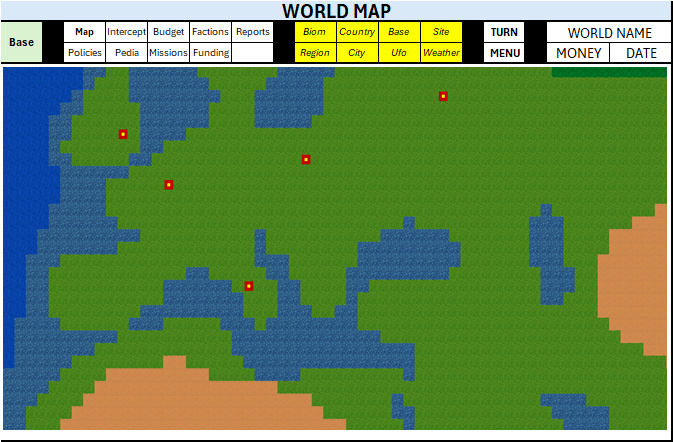 WORLD MAP
Base
Map Intercept Budget Factions Reports Biom Country Base Site TURN WORLD NAME
Policies Pedia Missions Funding Region City Ufo Weather MENU MONEY DATE